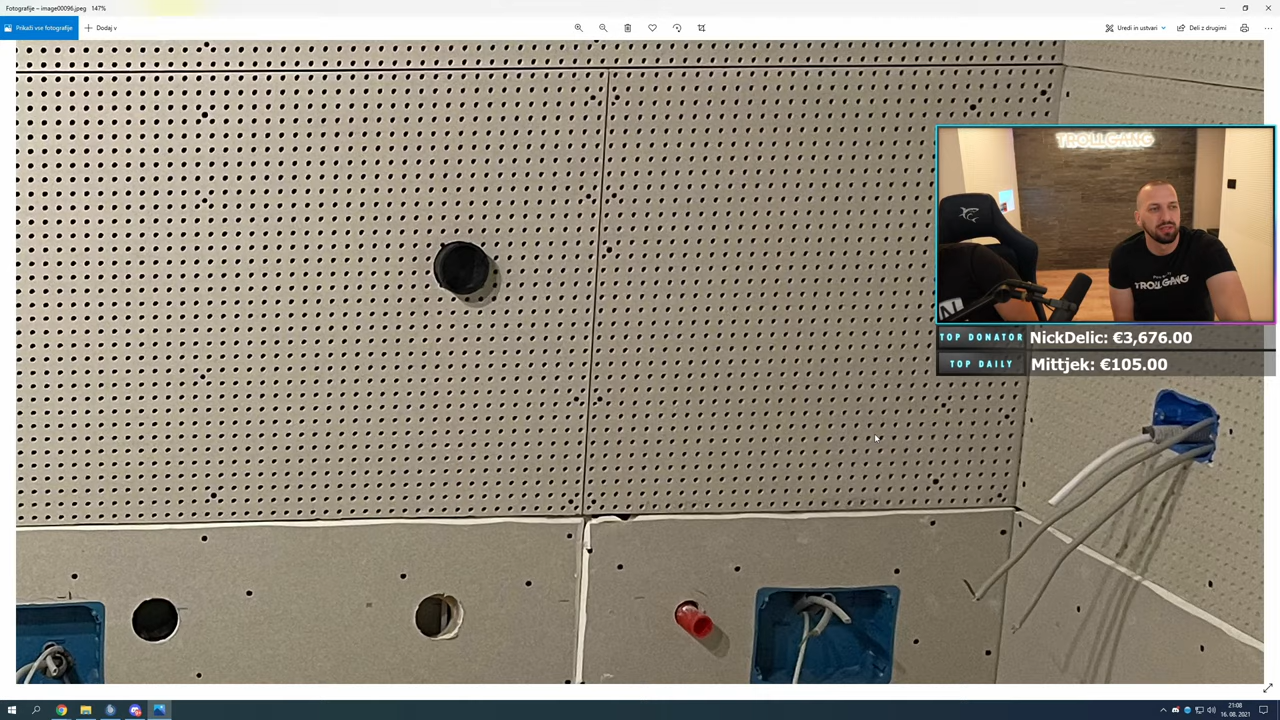 Fotografije – image00096.jpeg 147%
Prikaži vse fotografije
Dodaj v
Uredi in ustvari
Deli z drugimi
TROLLGANG
TROLLGANG
TOP DONATOR NickDelic: €3,676.00
TOP DAILY Mittjek: €105.00
21:08
16. 08. 2021